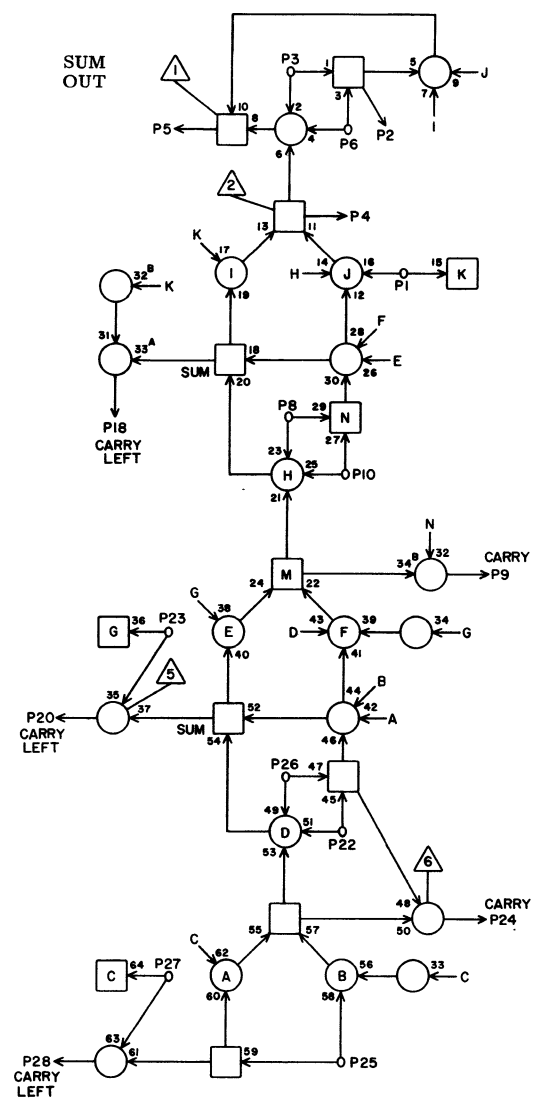 SUM
OUT
P3 1 5 J
3 7 9
1 10 2 P2 I
P5 8 4 P6
6
2
13 11 P4
K 17 H 14 J 16 15 K
I P1
19 12
32 B K
F
31 28
33 A 18 E
SUM 20 30 26
P18
CARRY
LEFT
P8 29 N
27
23 25
H P10
21
N
M 34 B 32 CARRY
24 22 P9
G 38 43 39 34
G 36 P23 E D F G
40 41
5
35 44 B
37 52 42 A
P20 SUM 54 46
CARRY
LEFT
P26 47
45
49 51
D P22
53
6
48 CARRY
55 57 50 P24
C 62
C 64 P27 A B 56 33 C
60 58
63
61 59 P25
P28
CARRY
LEFT